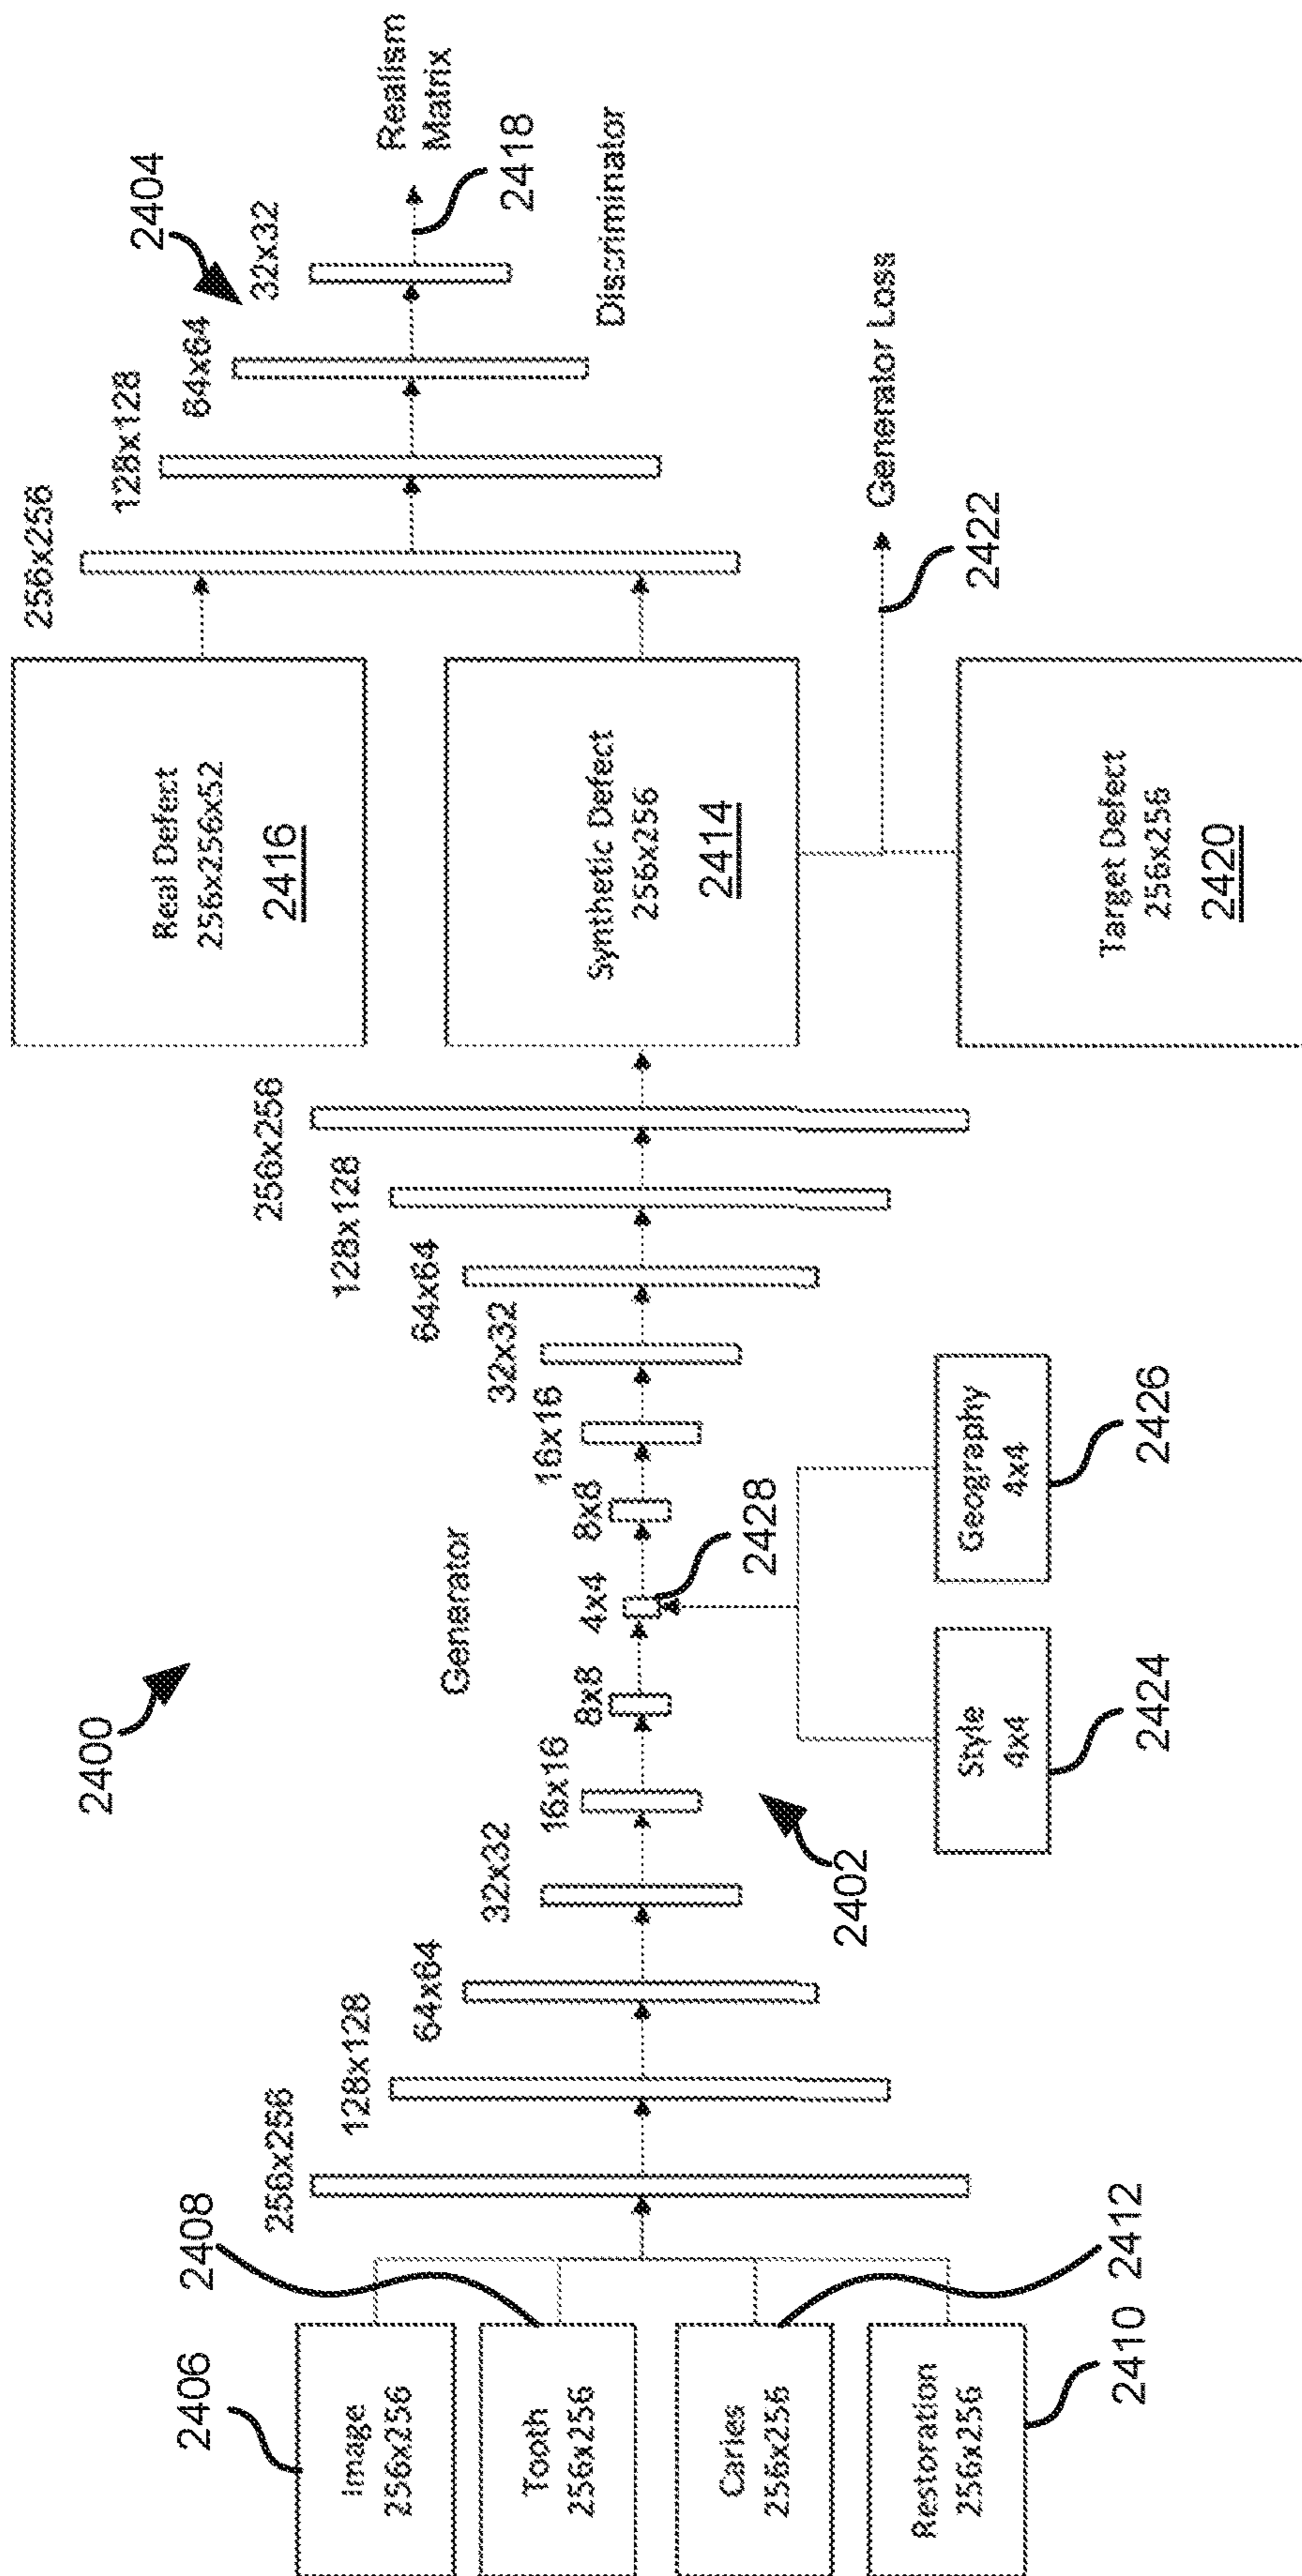 2400
2406
Image
256x256
2408
Tooth
256x256
Caries
256x256
2412
Restoration
256x256
2410
256x256
128x128
64x64
32x32
16x16
8x8
4x4
8x8
16x16
32x32
64x64
128x128
256x256
Generator
2402
2428
Style
4x4
2424
Geography
4x4
2426
Real Defect
256x256x52
2416
Synthetic Defect
256x256
2414
Target Defect
256x256
2420
Generator Loss
2422
256x256
128x128
64x64
32x32
2404
Realism
Matrix
2418
Discriminator